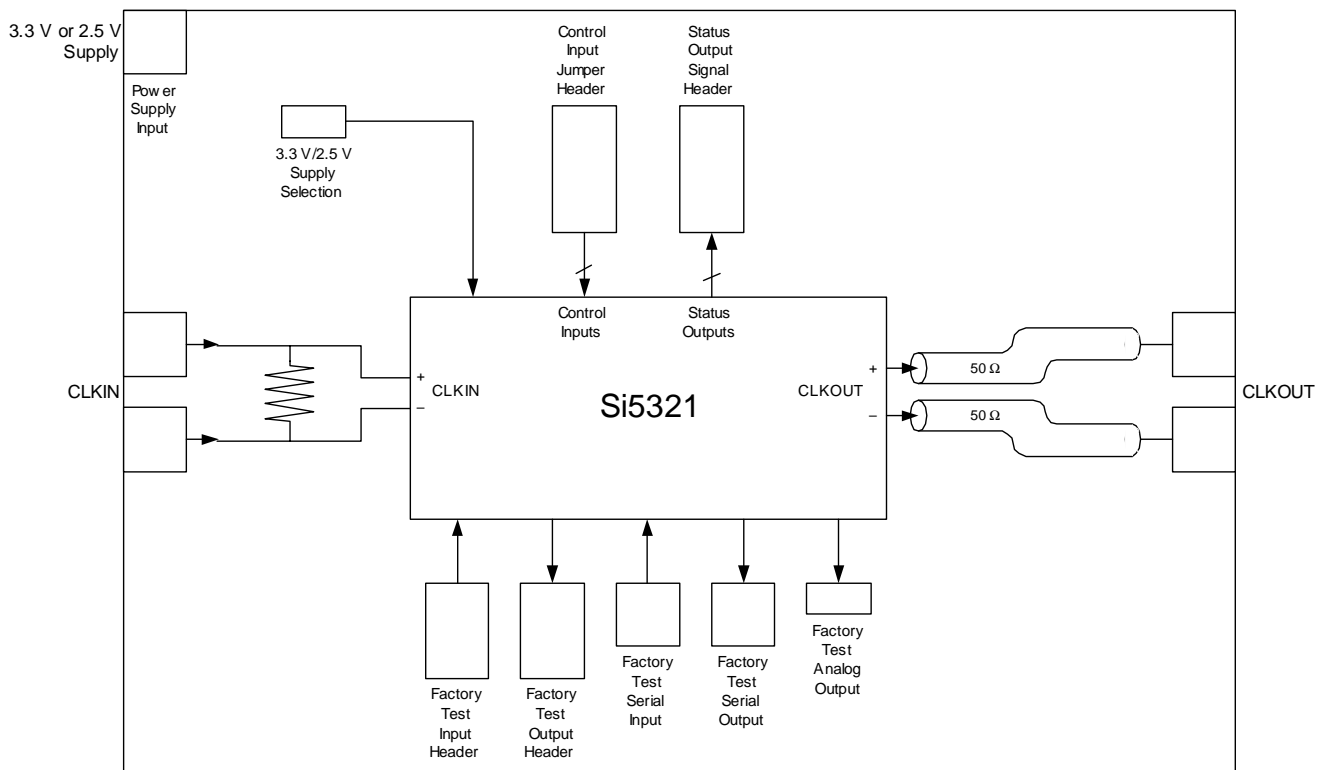 3.3 V or 2.5 V
Supply
Power
Supply
Input
3.3 V/2.5 V
Supply
Selection
Control
Input
Jumper
Header
Status
Output
Signal
Header
Control
Inputs
Status
Outputs
CLKIN
+
−
CLKIN
Si5321
CLKOUT
+
−
50 Ω
50 Ω
CLKOUT
Factory
Test
Input
Header
Factory
Test
Output
Header
Factory
Test
Serial
Input
Factory
Test
Serial
Output
Factory
Test
Analog
Output